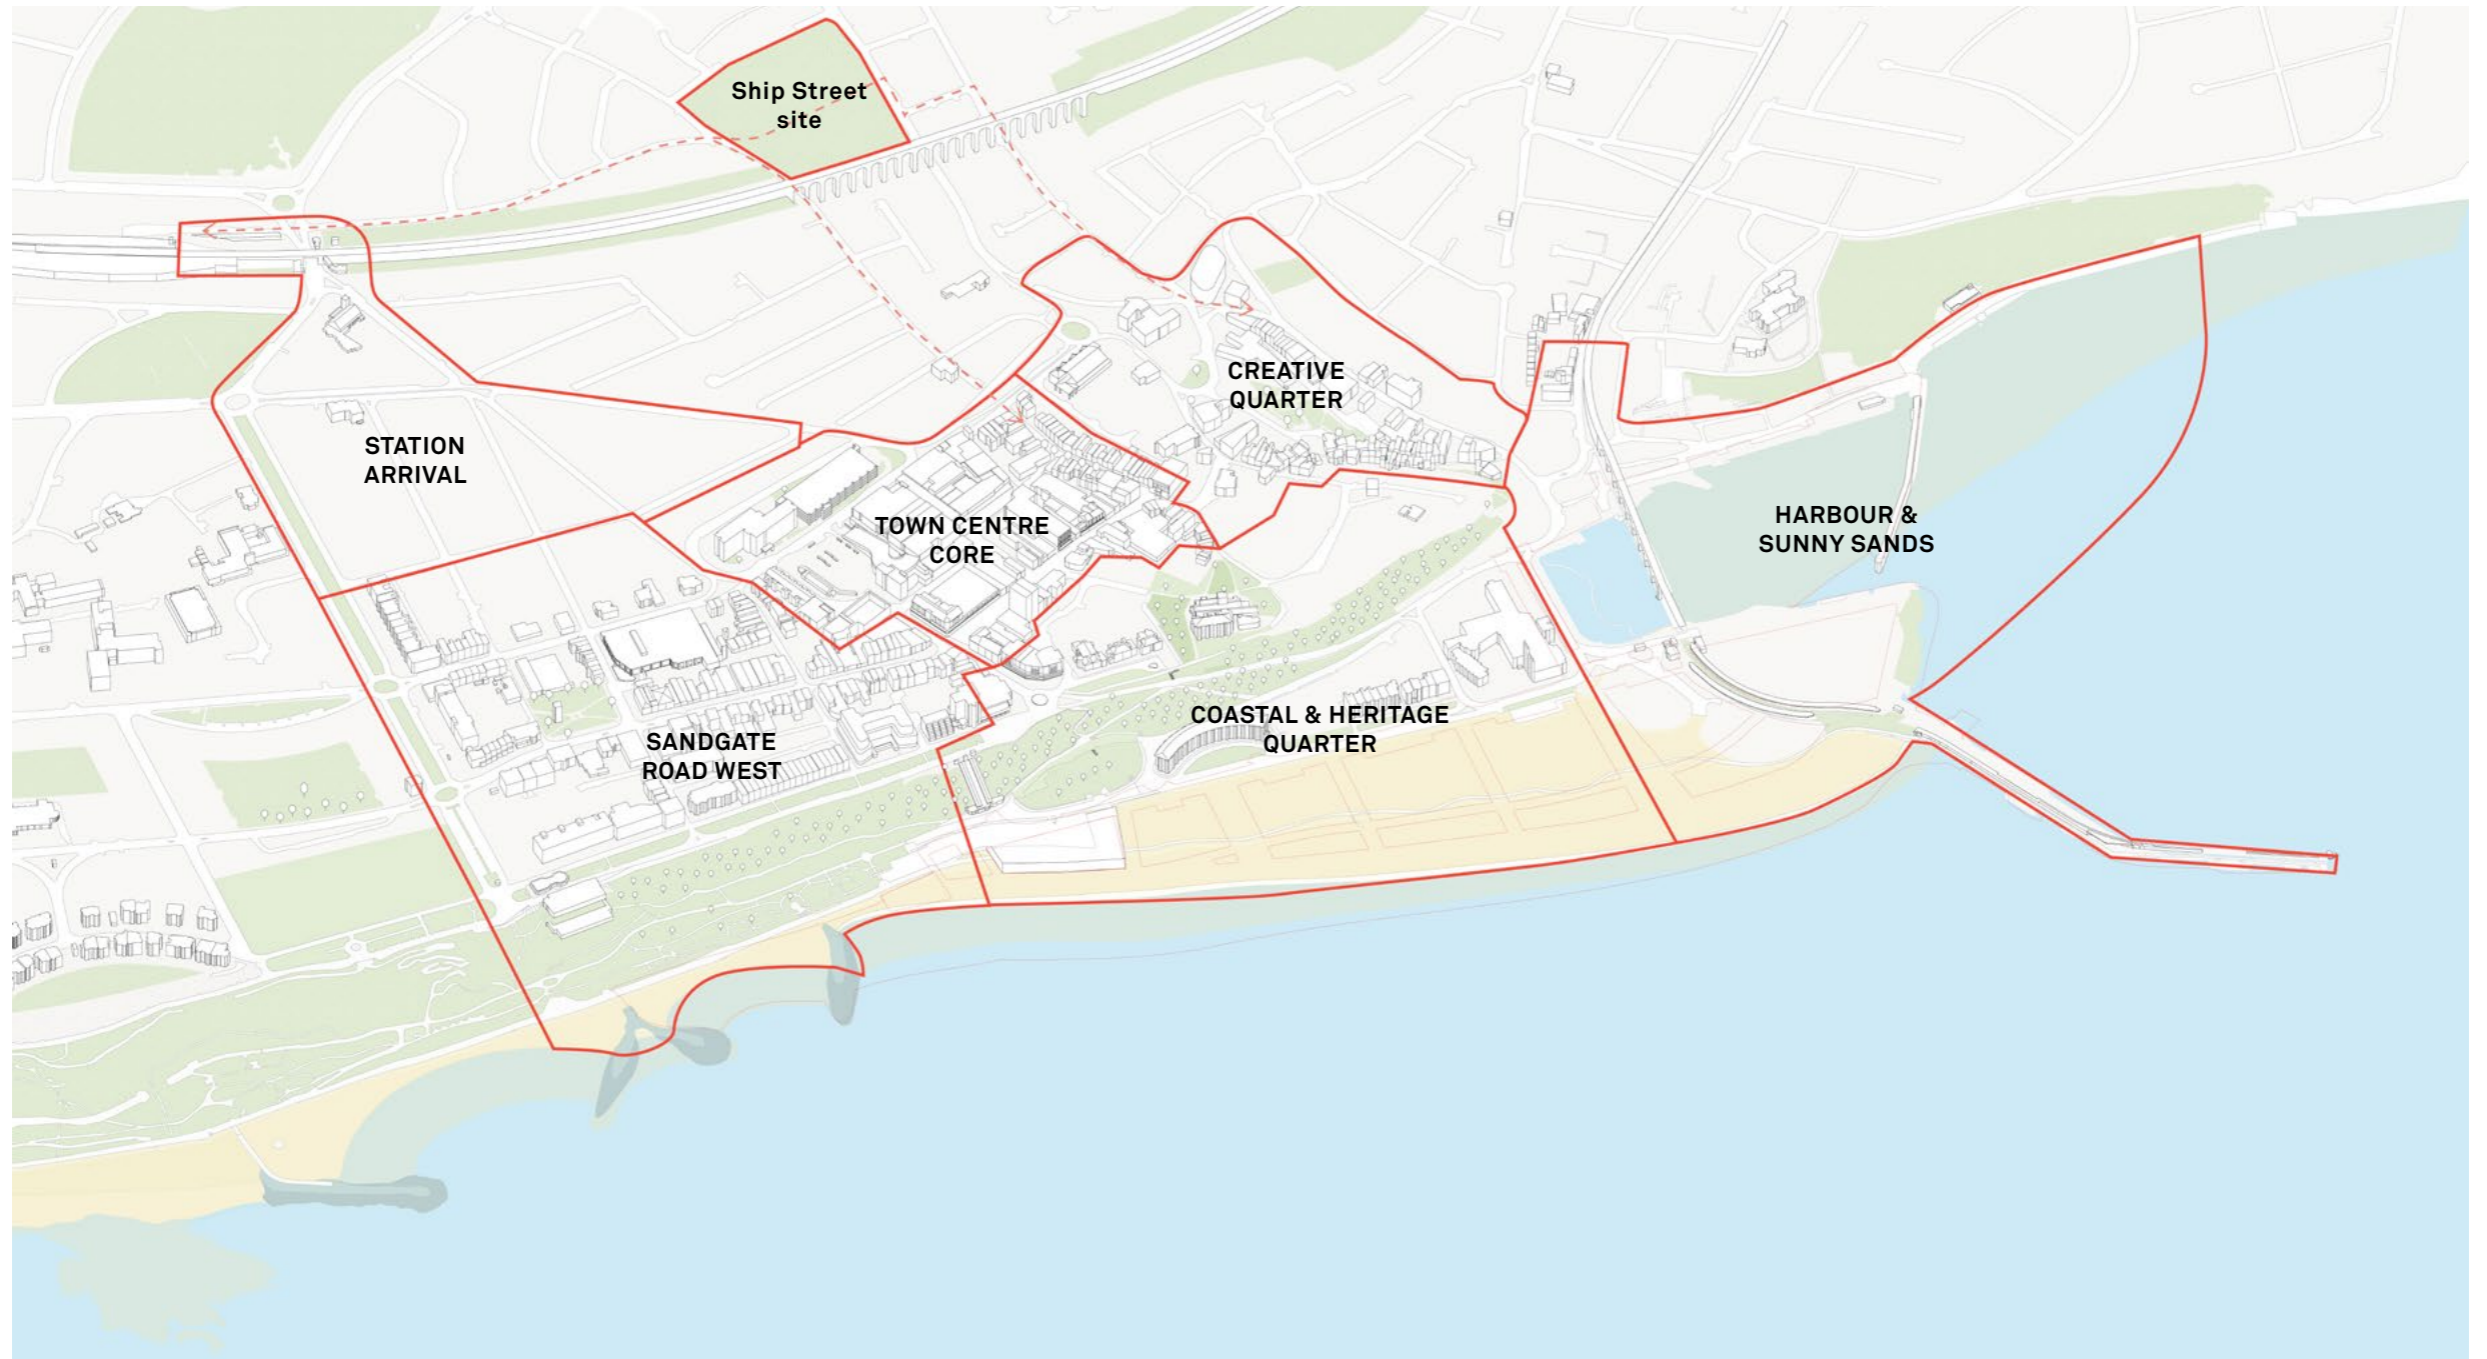 Ship Street
site
STATION
ARRIVAL
CREATIVE
QUARTER
TOWN CENTRE
CORE
HARBOUR &
SUNNY SANDS
SANDGATE
ROAD WEST
COASTAL & HERITAGE
QUARTER